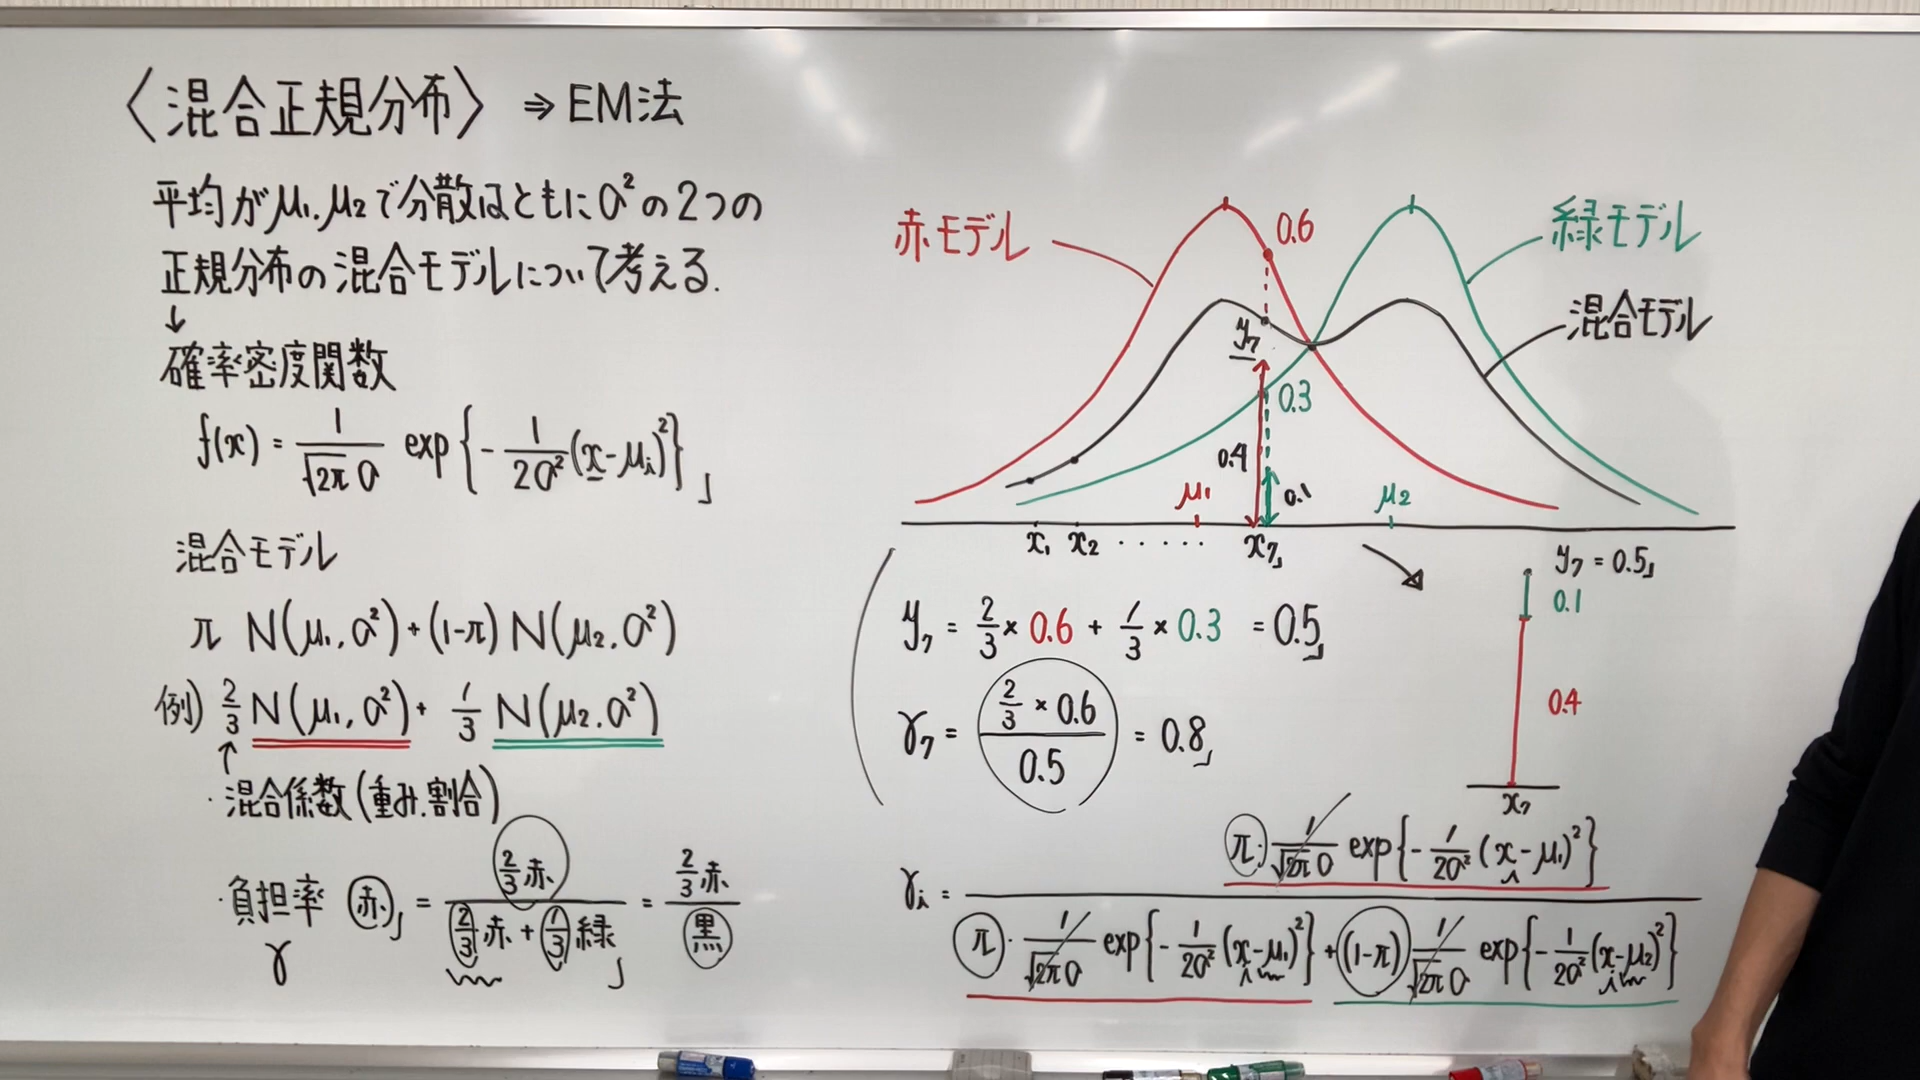 〈混合正規分布〉 ⇒ EM法
平均がμ₁, μ₂で分散はともにσ²の2つの
正規分布の混合モデルについて考える.
↓
確率密度関数
f(x) = 1/√2π σ exp{-1/2σ²(x-μᵢ)²}」
混合モデル
π N(μ₁, σ²) + (1-π) N(μ₂, σ²)
例) 2/3 N(μ₁, σ²) + 1/3 N(μ₂, σ²)
↑
・混合係数(重み, 割合)
・負担率 赤」 = 2/3赤 / 2/3赤 + 1/3緑」 = 2/3赤 / 黒
γ
赤モデル
0.6
緑モデル
混合モデル
y₇
0.3
0.4
0.1
μ₁
μ₂
x₁ x₂ ・・・・・ x₇」
y₇ = 2/3 × 0.6 + 1/3 × 0.3 = 0.5」
γ₇ = 2/3 × 0.6 / 0.5 = 0.8」
y₇ = 0.5」
0.1
0.4
x₇
γᵢ = π・1/√2π σ exp{-1/2σ²(xᵢ-μ₁)²} / π・1/√2π σ exp{-1/2σ²(xᵢ-μ₁)²} + (1-π) 1/√2π σ exp{-1/2σ²(xᵢ-μ₂)²}